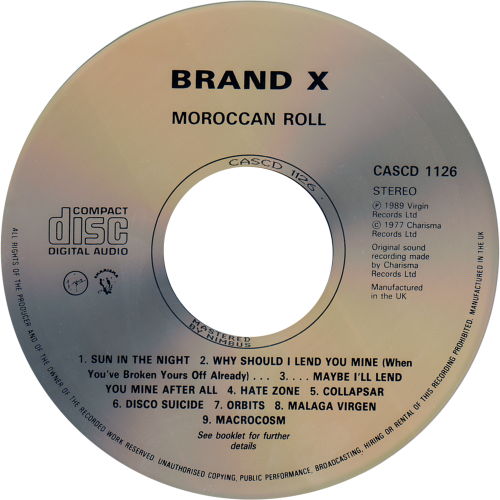 BRAND X
MOROCCAN ROLL
CASCD 1126
CASCD 1126
STEREO
℗ 1989 Virgin
Records Ltd
© 1977 Charisma
Records Ltd
Original sound
recording made
by Charisma
Records Ltd
Manufactured
in the UK
COMPACT
disc
DIGITAL AUDIO
MASTERED
BY NIMBUS
1. SUN IN THE NIGHT 2. WHY SHOULD I LEND YOU MINE (When
You've Broken Yours Off Already) . . . 3. . . . MAYBE I'LL LEND
YOU MINE AFTER ALL 4. HATE ZONE 5. COLLAPSAR
6. DISCO SUICIDE 7. ORBITS 8. MALAGA VIRGEN
9. MACROCOSM
See booklet for further
details
ALL RIGHTS OF THE PRODUCER AND OF THE OWNER OF THE RECORDED WORK RESERVED. UNAUTHORISED COPYING, PUBLIC PERFORMANCE, BROADCASTING, HIRING OR RENTAL OF THIS RECORDING PROHIBITED. MANUFACTURED IN THE UK